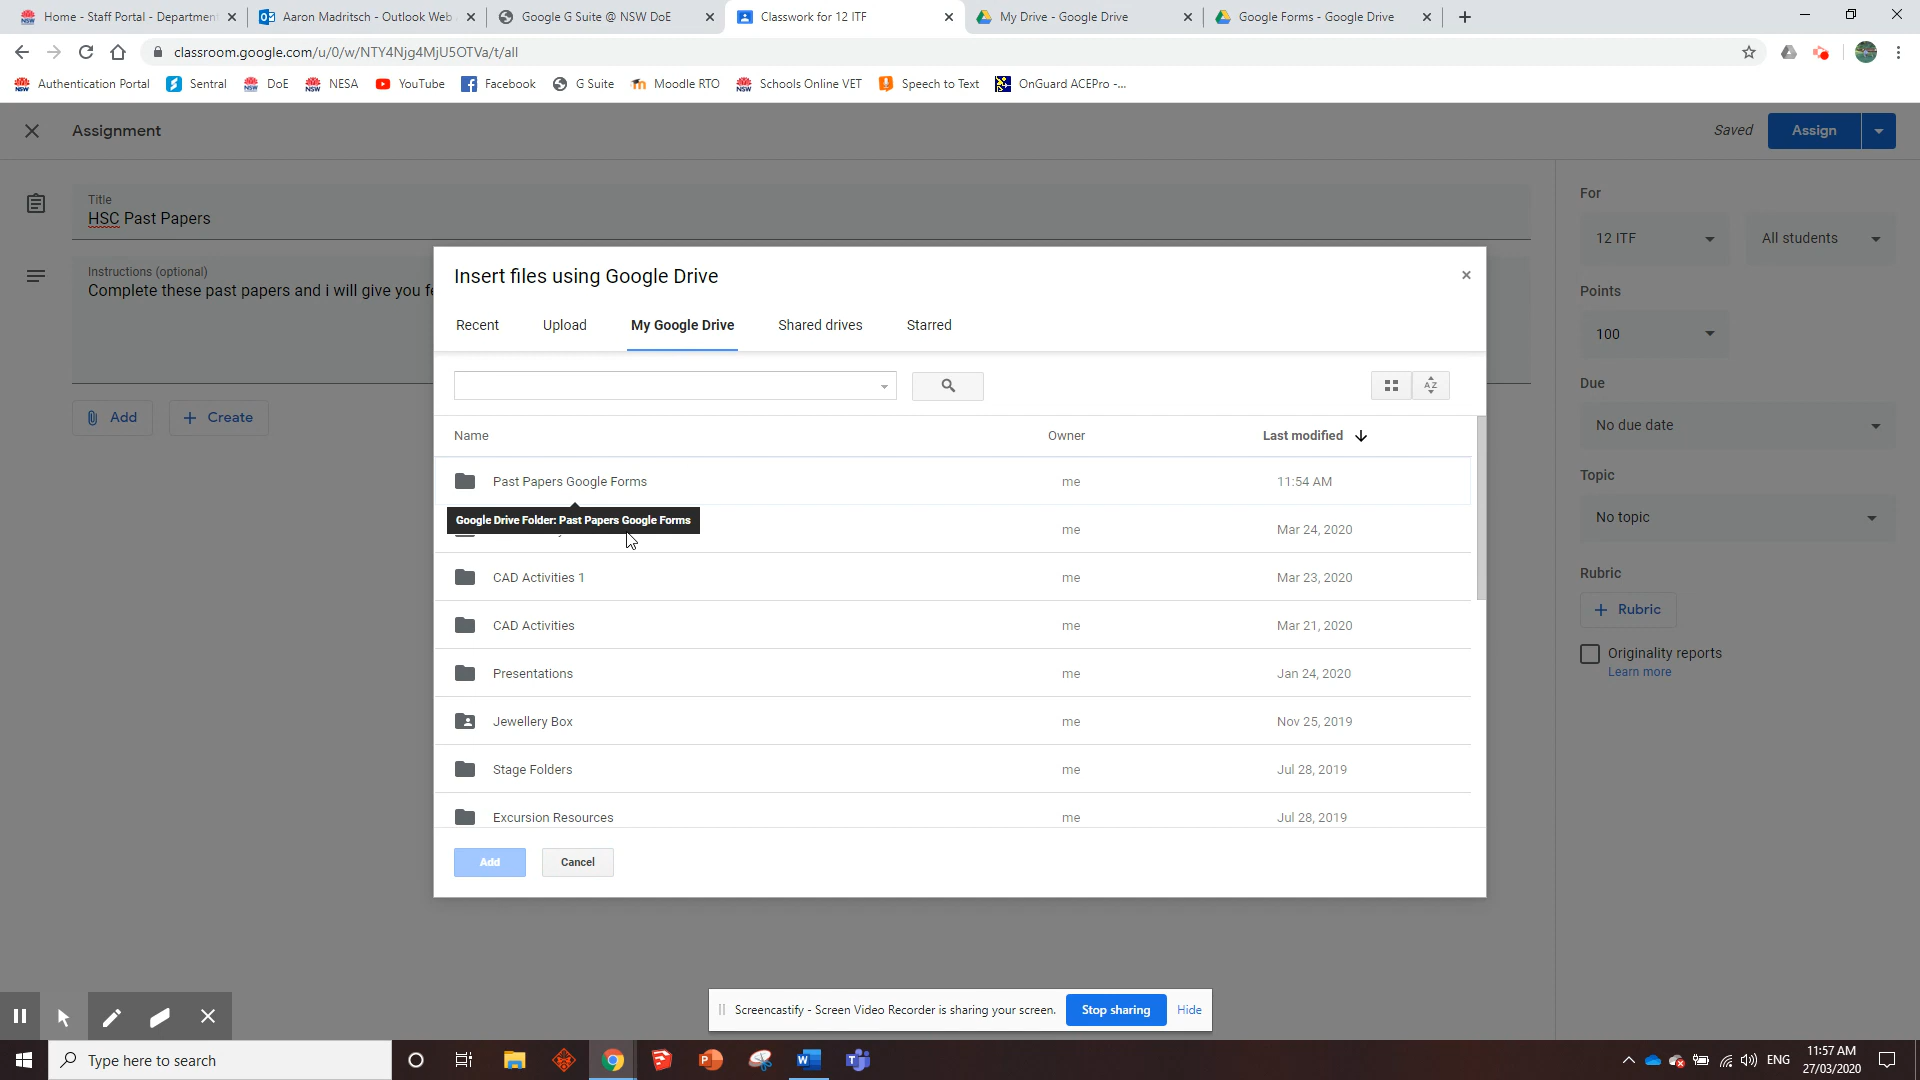 Home - Staff Portal - Department
Aaron Madritsch - Outlook Web
Google G Suite @ NSW DoE
Classwork for 12 ITF
My Drive - Google Drive
Google Forms - Google Drive
classroom.google.com/u/0/w/NTY4Njg4MjU5OTVa/t/all
Authentication Portal
Sentral
DoE
NESA
YouTube
Facebook
G Suite
Moodle RTO
Schools Online VET
Speech to Text
OnGuard ACEPro -...
Assignment
Saved
Assign
Title
HSC Past Papers
Instructions (optional)
Complete these past papers and i will give you fe
Add
Create
For
12 ITF
All students
Points
100
Due
No due date
Topic
No topic
Rubric
Rubric
Originality reports
Learn more
Insert files using Google Drive
Recent
Upload
My Google Drive
Shared drives
Starred
Name
Owner
Last modified
Past Papers Google Forms
me
11:54 AM
Google Drive Folder: Past Papers Google Forms
me
Mar 24, 2020
CAD Activities 1
me
Mar 23, 2020
CAD Activities
me
Mar 21, 2020
Presentations
me
Jan 24, 2020
Jewellery Box
me
Nov 25, 2019
Stage Folders
me
Jul 28, 2019
Excursion Resources
me
Jul 28, 2019
Add
Cancel
Screencastify - Screen Video Recorder is sharing your screen.
Stop sharing
Hide
Type here to search
ENG
11:57 AM
27/03/2020